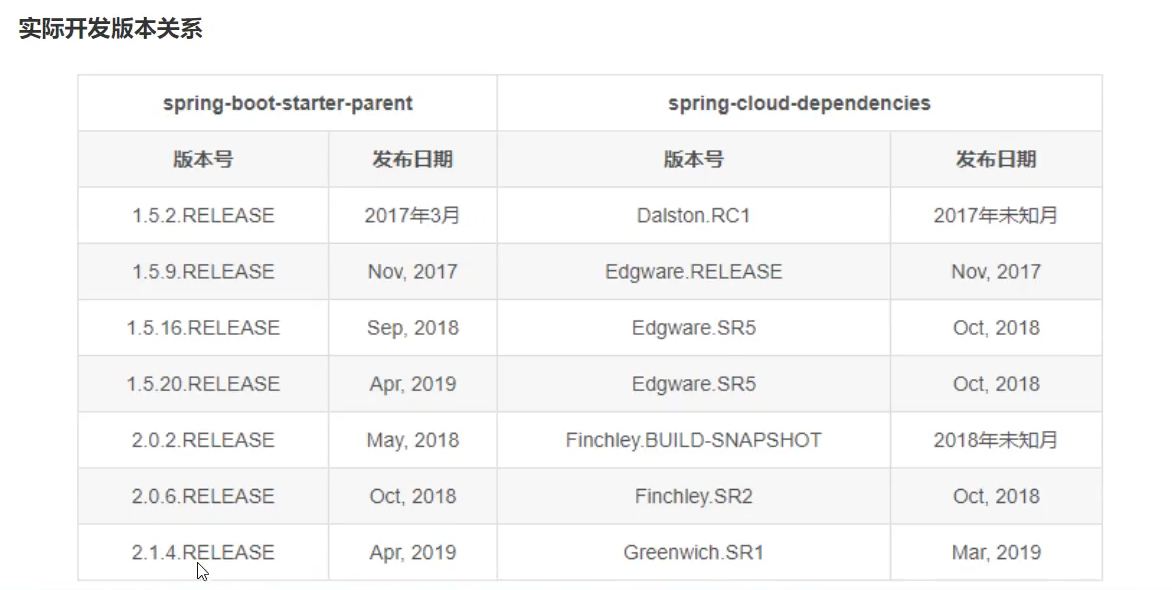 实际开发版本关系
spring-boot-starter-parent spring-cloud-dependencies
版本号 发布日期 版本号 发布日期
1.5.2.RELEASE 2017年3月 Dalston.RC1 2017年未知月
1.5.9.RELEASE Nov, 2017 Edgware.RELEASE Nov, 2017
1.5.16.RELEASE Sep, 2018 Edgware.SR5 Oct, 2018
1.5.20.RELEASE Apr, 2019 Edgware.SR5 Oct, 2018
2.0.2.RELEASE May, 2018 Finchley.BUILD-SNAPSHOT 2018年未知月
2.0.6.RELEASE Oct, 2018 Finchley.SR2 Oct, 2018
2.1.4.RELEASE Apr, 2019 Greenwich.SR1 Mar, 2019